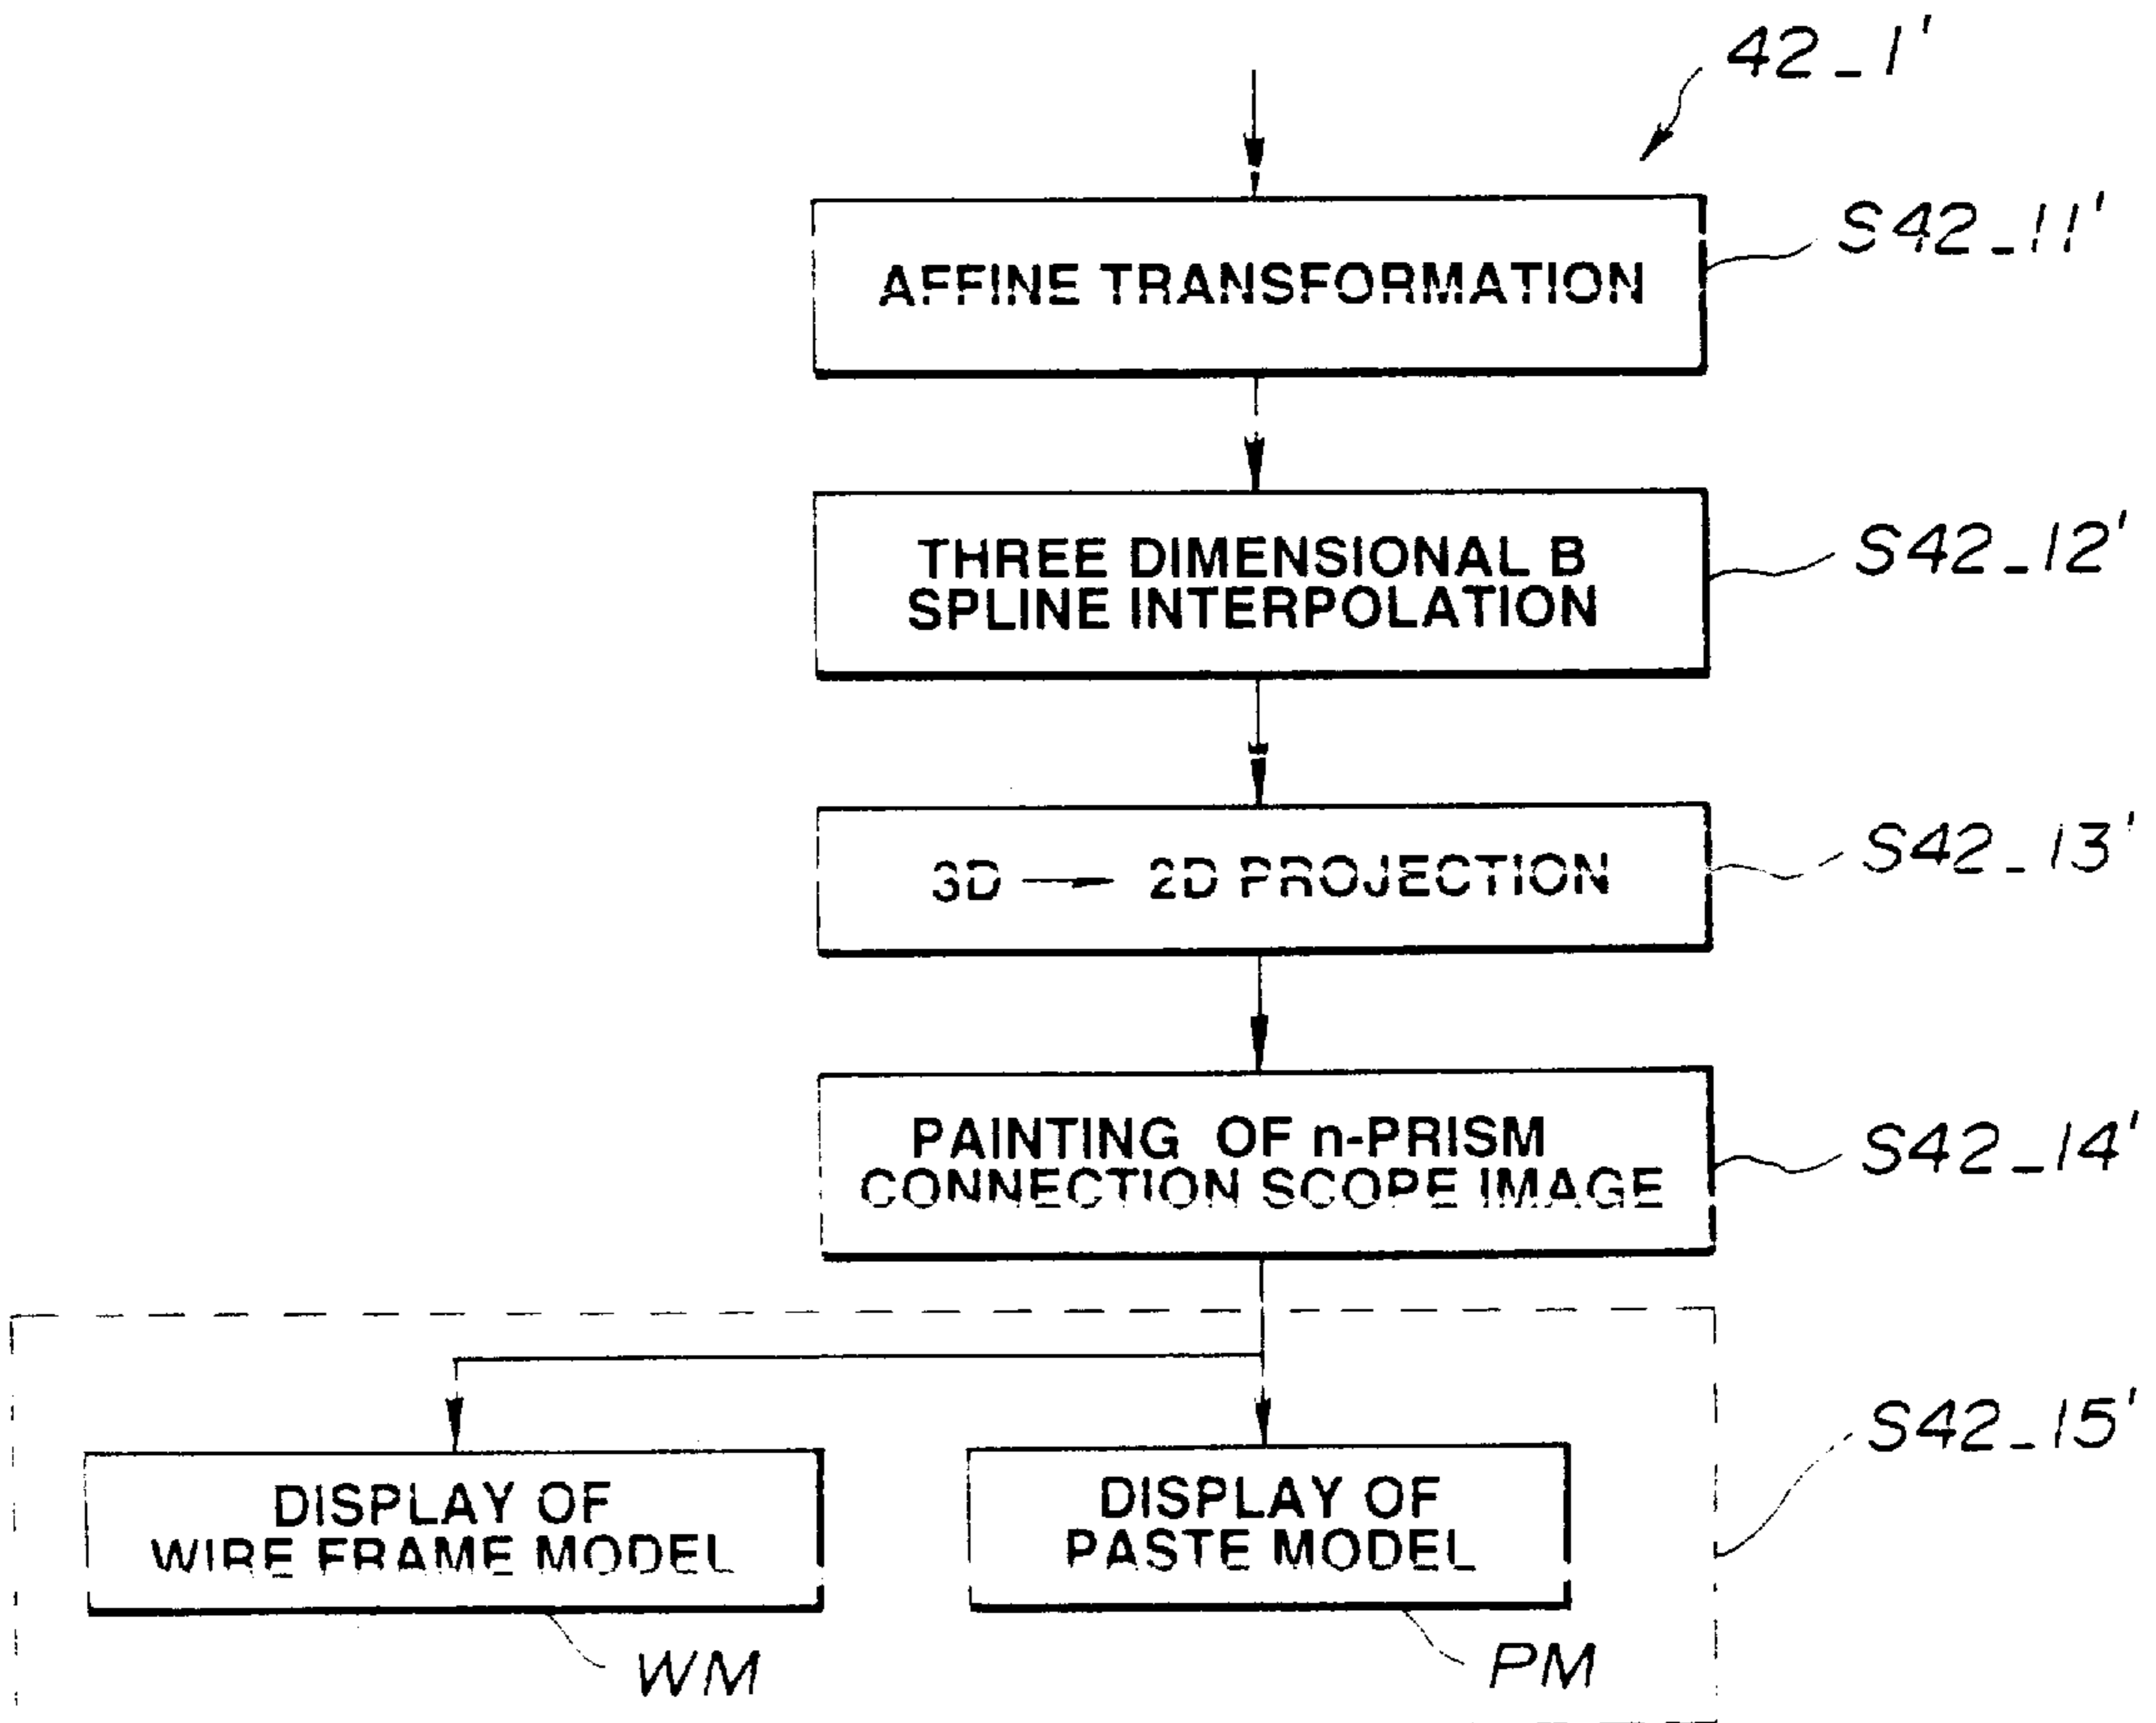 42_1'
S42_11'
AFFINE TRANSFORMATION
THREE DIMENSIONAL B
SPLINE INTERPOLATION
S42_12'
3D → 2D PROJECTION
S42_13'
PAINTING OF n-PRISM
CONNECTION SCOPE IMAGE
S42_14'
S42_15'
DISPLAY OF
WIRE FRAME MODEL
DISPLAY OF
PASTE MODEL
WM
PM